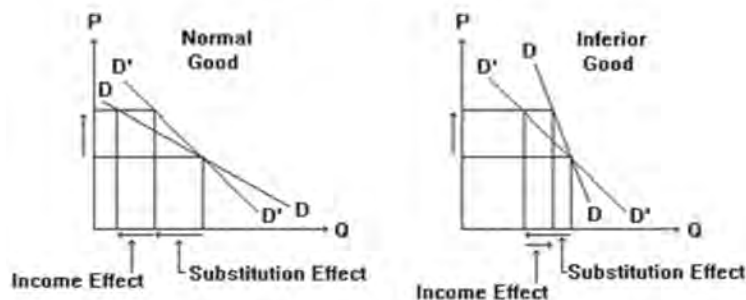 P
Normal
Good
D'
D
D'
D
Q
Income Effect
Substitution Effect
P
Inferior
Good
D
D'
D
D'
Q
Substitution Effect
Income Effect